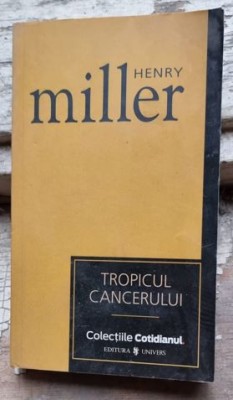 HENRY
miller
TROPICUL
CANCERULUI
Colecțiile Cotidianul
EDITURA UNIVERS